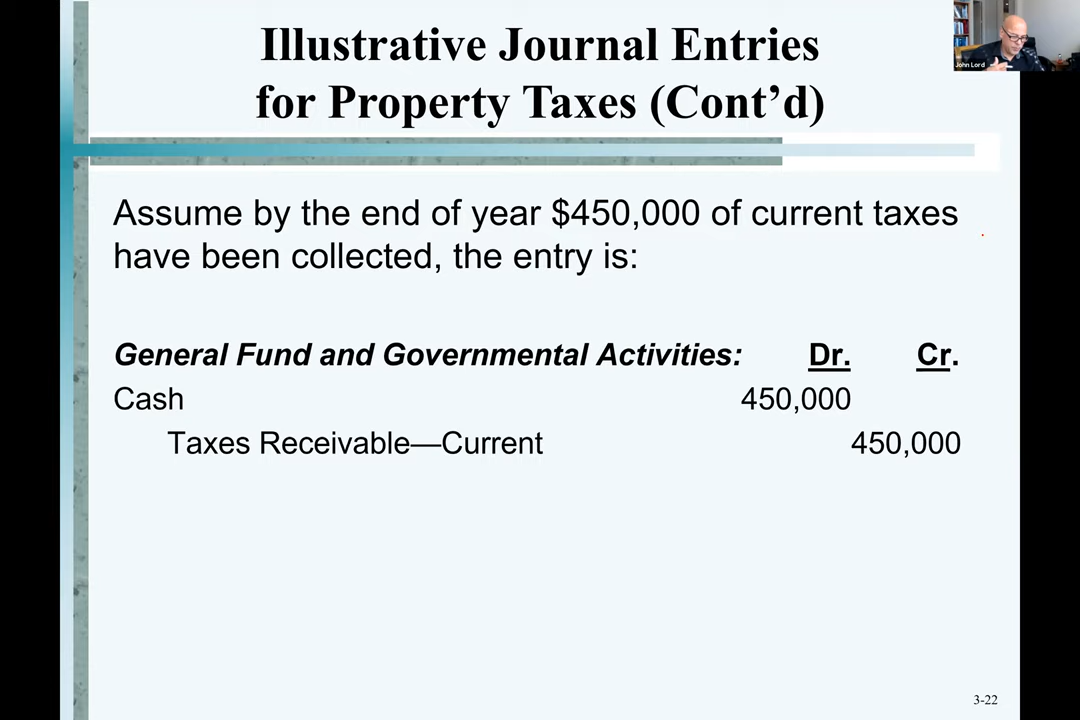 Illustrative Journal Entries
for Property Taxes (Cont’d)
John Lord
Assume by the end of year $450,000 of current taxes
have been collected, the entry is:
General Fund and Governmental Activities: Dr. Cr.
Cash 450,000
Taxes Receivable—Current 450,000
3-22